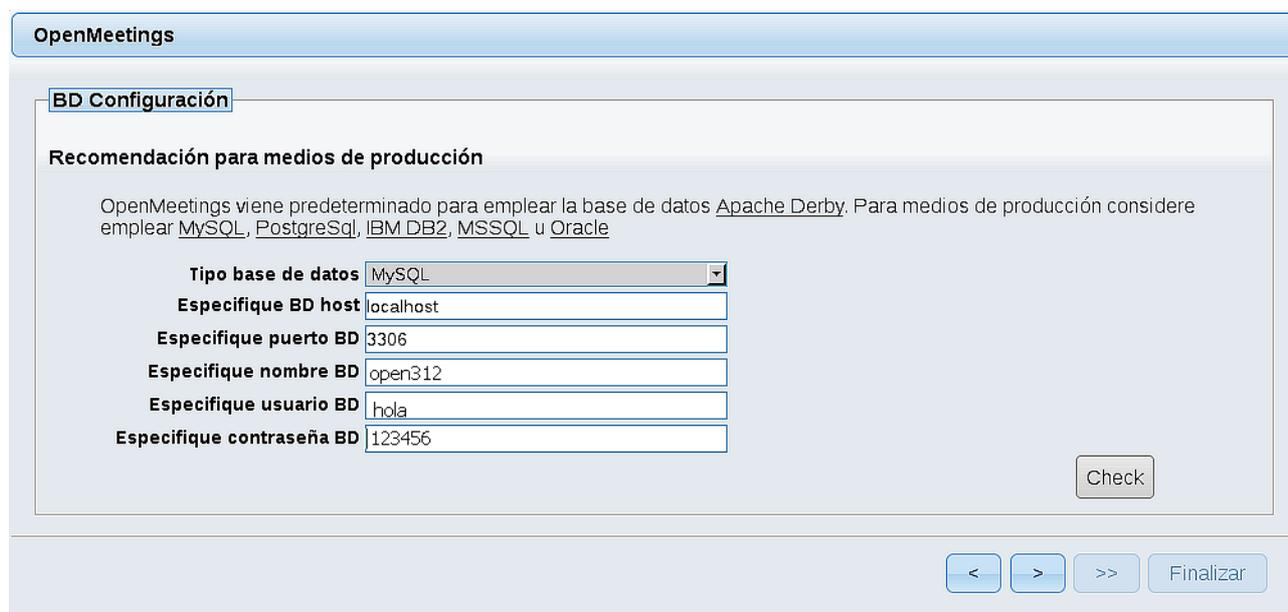 OpenMeetings
BD Configuración
Recomendación para medios de producción
OpenMeetings viene predeterminado para emplear la base de datos Apache Derby. Para medios de producción considere
emplear MySQL, PostgreSql, IBM DB2, MSSQL u Oracle
Tipo base de datos MySQL
Especifique BD host localhost
Especifique puerto BD 3306
Especifique nombre BD open312
Especifique usuario BD hola
Especifique contraseña BD 123456
Check
< > >> Finalizar